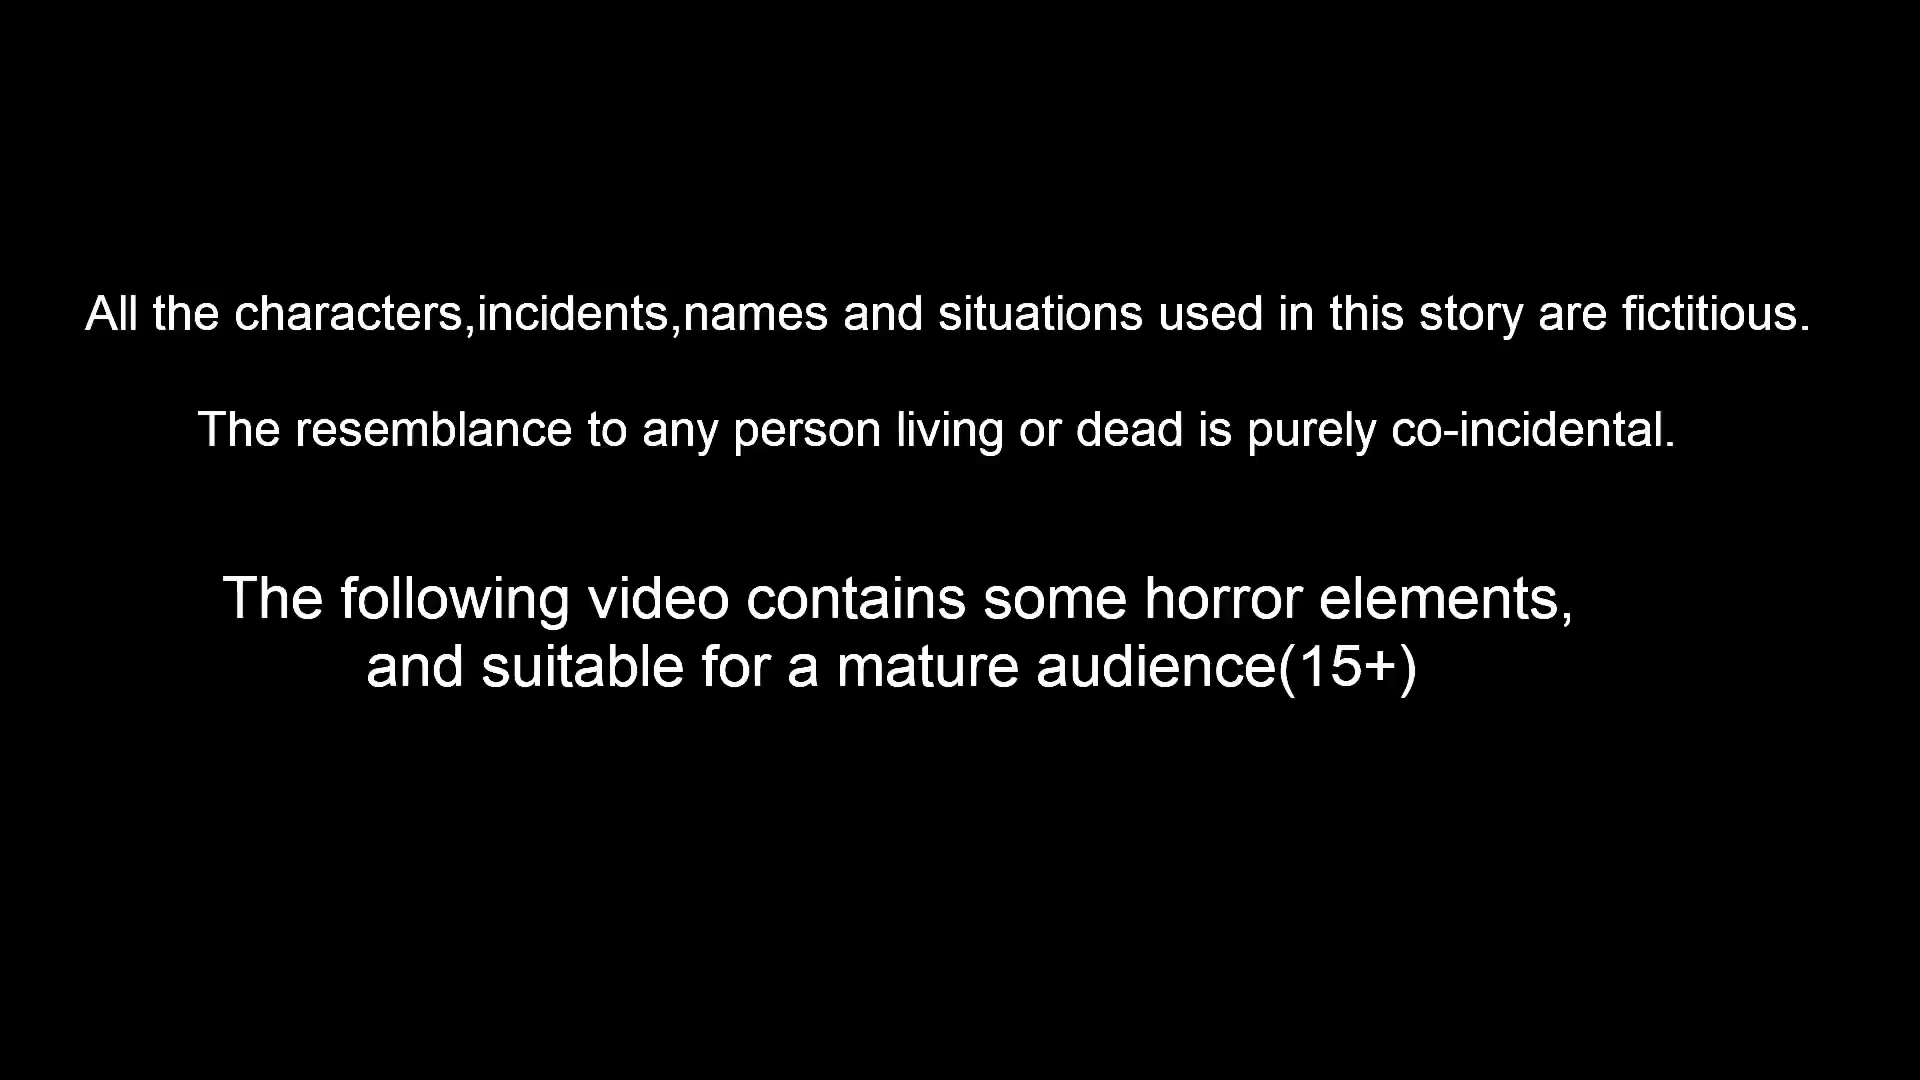 All the characters,incidents,names and situations used in this story are fictitious.
The resemblance to any person living or dead is purely co-incidental.
The following video contains some horror elements,
and suitable for a mature audience(15+)